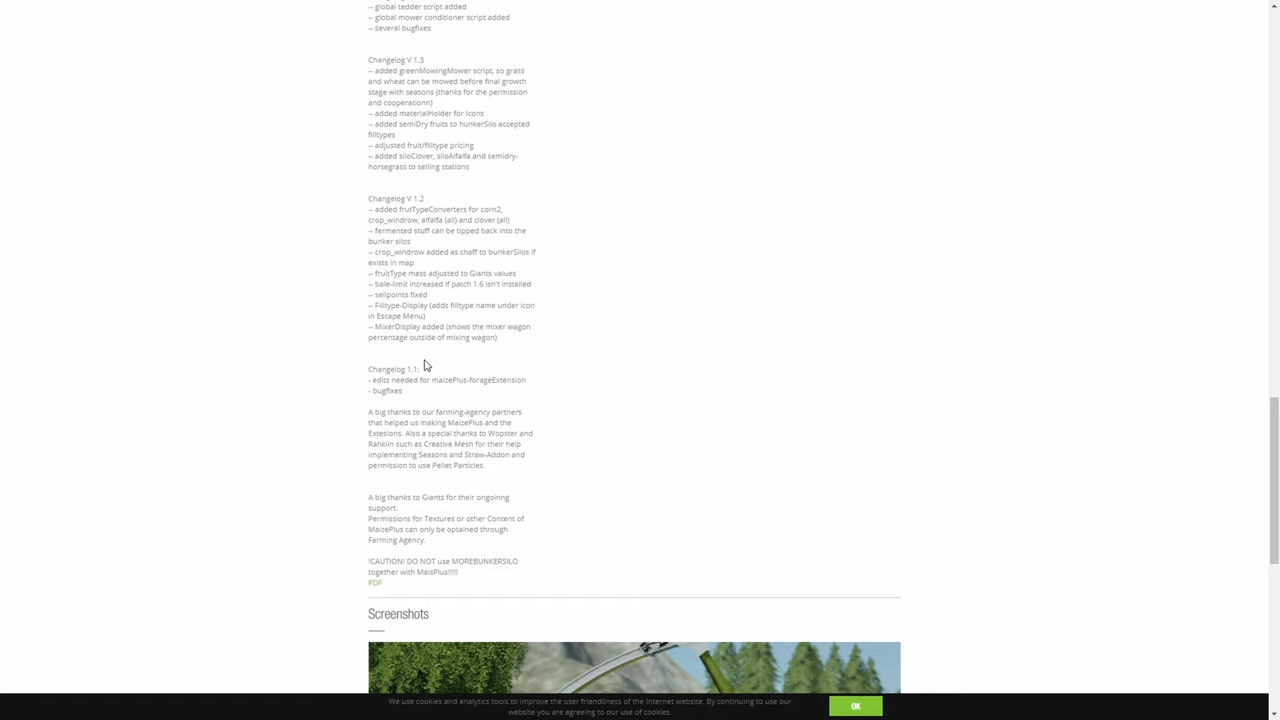 -- global tedder script added
-- global mower conditioner script added
-- several bugfixes
Changelog V 1.3
-- added greenMowingMower script, so grass
and wheat can be mowed before final growth
stage with seasons (thanks for the permission
and cooperationn)
-- added materialHolder for Icons
-- added semiDry fruits to bunkerSilo accepted
filltypes
-- adjusted fruit/filltype pricing
-- added siloClover, siloAlfalfa and semidry-
horsegrass to selling stations
Changelog V 1.2
-- added frutTypeConverters for corn2,
crop_windrow, alfalfa (all) and clover (all)
-- fermented stuff can be tipped back into the
bunker silos
-- crop_windrow added as chaff to bunkerSilos if
exists in map
-- fruitType mass adjusted to Giants values
-- bale-limit increased if patch 1.6 isn't installed
-- sellpoints fixed
-- Filltype-Display (adds filltype name under icon
in Escape Menu)
-- MixerDisplay added (shows the mixer wagon
percentage outside of mixing wagon)
Changelog 1.1:
- edits needed for maizePlus-forageExtension
- bugfixes
A big thanks to our farming-agency partners
that helped us making MaizePlus and the
Extesions. Also a special thanks to Wopster and
Rahkiin such as Creative Mesh for their help
implementing Seasons and Straw-Addon and
permission to use Pellet Particles.
A big thanks to Giants for their ongoinng
support.
Permissions for Textures or other Content of
MaizePlus can only be optained through
Farming Agency.
!CAUTION! DO NOT use MOREBUNKERSILO
together with MaisPlus!!!!!
PDF
Screenshots
We use cookies and analytics tools to improve the user friendliness of the Internet website. By continuing to use our
website you are agreeing to our use of cookies.
OK